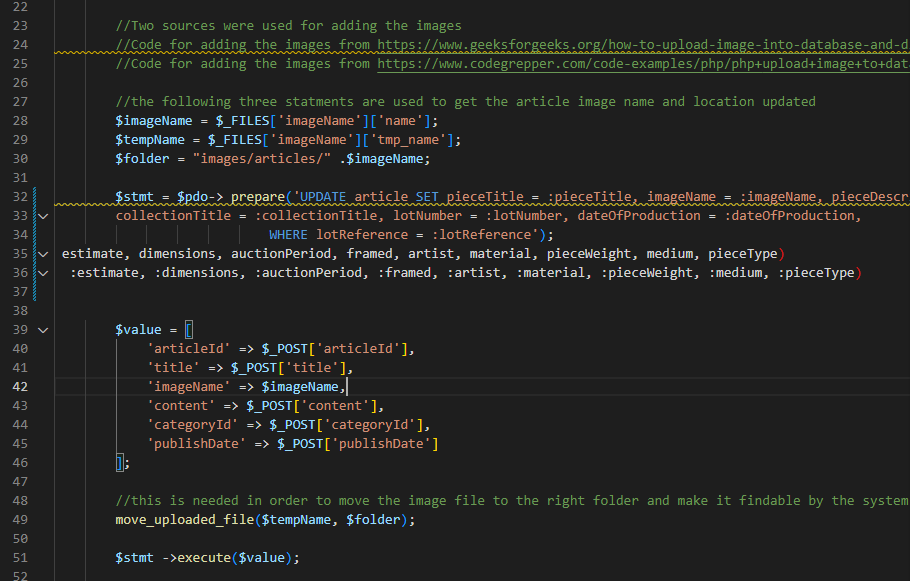 22
23 //Two sources were used for adding the images
24 //Code for adding the images from https://www.geeksforgeeks.org/how-to-upload-image-into-database-and-d
25 //Code for adding the images from https://www.codegrepper.com/code-examples/php/php+upload+image+to+dat
26
27 //the following three statments are used to get the article image name and location updated
28 $imageName = $_FILES['imageName']['name'];
29 $tempName = $_FILES['imageName']['tmp_name'];
30 $folder = "images/articles/" .$imageName;
31
32 $stmt = $pdo-> prepare('UPDATE article SET pieceTitle = :pieceTitle, imageName = :imageName, pieceDescr
33 collectionTitle = :collectionTitle, lotNumber = :lotNumber, dateOfProduction = :dateOfProduction,
34 WHERE lotReference = :lotReference');
35 estimate, dimensions, auctionPeriod, framed, artist, material, pieceWeight, medium, pieceType)
36 :estimate, :dimensions, :auctionPeriod, :framed, :artist, :material, :pieceWeight, :medium, :pieceType)
37
38
39 $value = [
40 'articleId' => $_POST['articleId'],
41 'title' => $_POST['title'],
42 'imageName' => $imageName,
43 'content' => $_POST['content'],
44 'categoryId' => $_POST['categoryId'],
45 'publishDate' => $_POST['publishDate']
46 ];
47
48 //this is needed in order to move the image file to the right folder and make it findable by the system
49 move_uploaded_file($tempName, $folder);
50
51 $stmt ->execute($value);
52